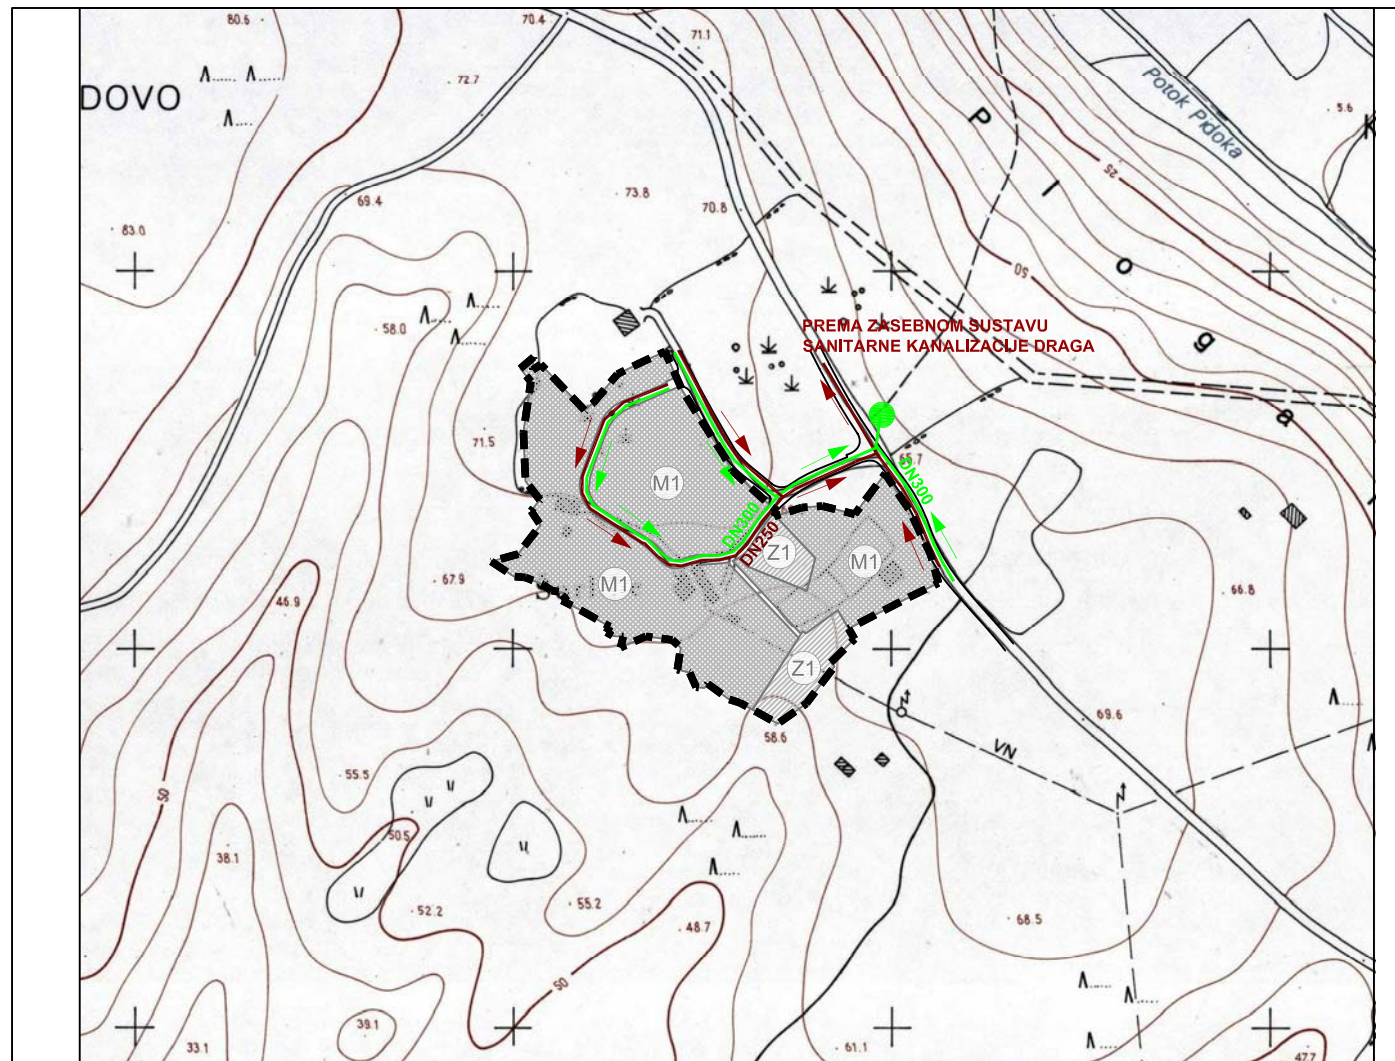 80.6
70.4
71.1
72.7
DOVO
Potok Pidoka
5.6
K
P
l
o
g
a
25
69.4
73.8
70.8
83.0
50
58.0
PREMA ZASEBNOM SUSTAVU
SANITARNE KANALIZACIJE DRAGA
71.5
65.7
M1
DN300
DN300
DN250
Z1
M1
M1
S
67.9
46.9
66.8
Z1
69.6
58.6
VN
55.5
50
50.5
38.1
52.2
55.2
48.7
68.5
50
39.1
33.1
61.1
47.7